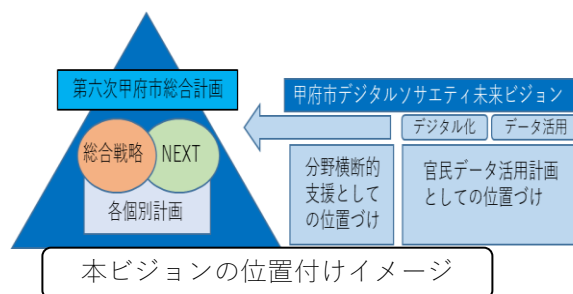 第六次甲府市総合計画
総合戦略
NEXT
各個別計画
甲府市デジタルソサエティ未来ビジョン
デジタル化
データ活用
分野横断的
支援として
の位置づけ
官民データ活用計画
としての位置づけ
本ビジョンの位置付けイメージ